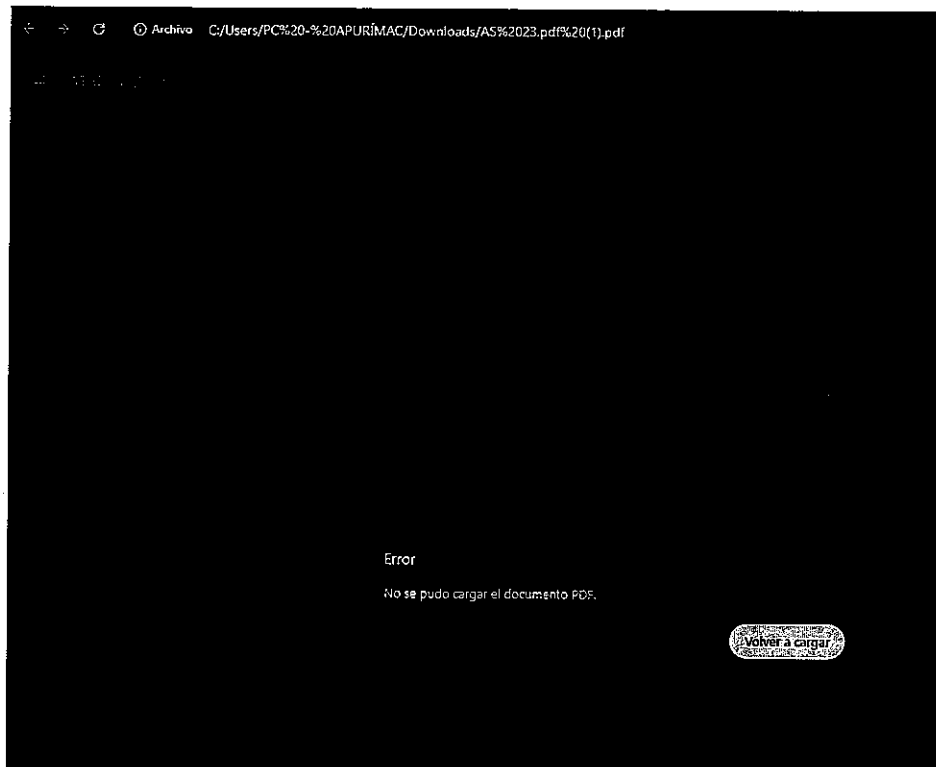 Archivo C:/Users/PC%20-%20APURÍMAC/Downloads/AS%2023.pdf%20(1).pdf
Error
No se pudo cargar el documento PDF.
Volver a cargar